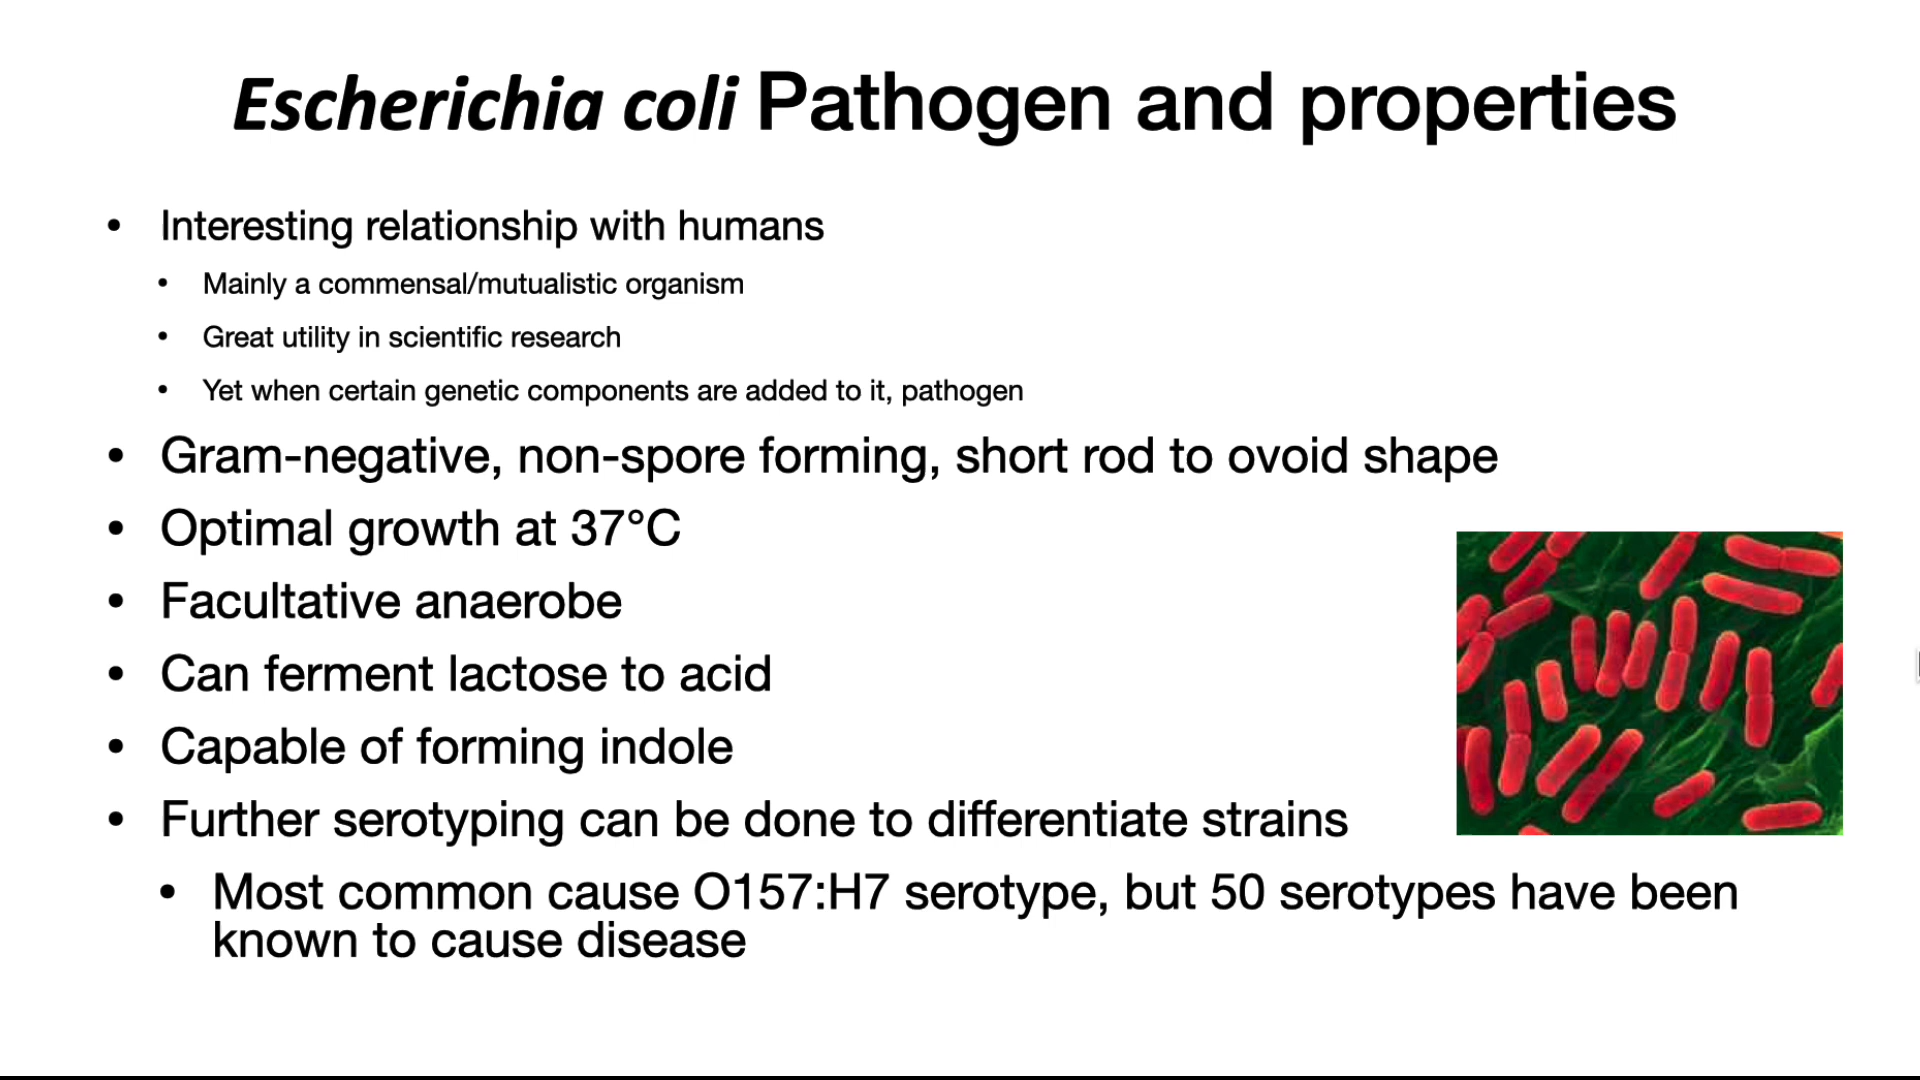 Escherichia coli Pathogen and properties
• Interesting relationship with humans
• Mainly a commensal/mutualistic organism
• Great utility in scientific research
• Yet when certain genetic components are added to it, pathogen
• Gram-negative, non-spore forming, short rod to ovoid shape
• Optimal growth at 37°C
• Facultative anaerobe
• Can ferment lactose to acid
• Capable of forming indole
• Further serotyping can be done to differentiate strains
• Most common cause O157:H7 serotype, but 50 serotypes have been
known to cause disease